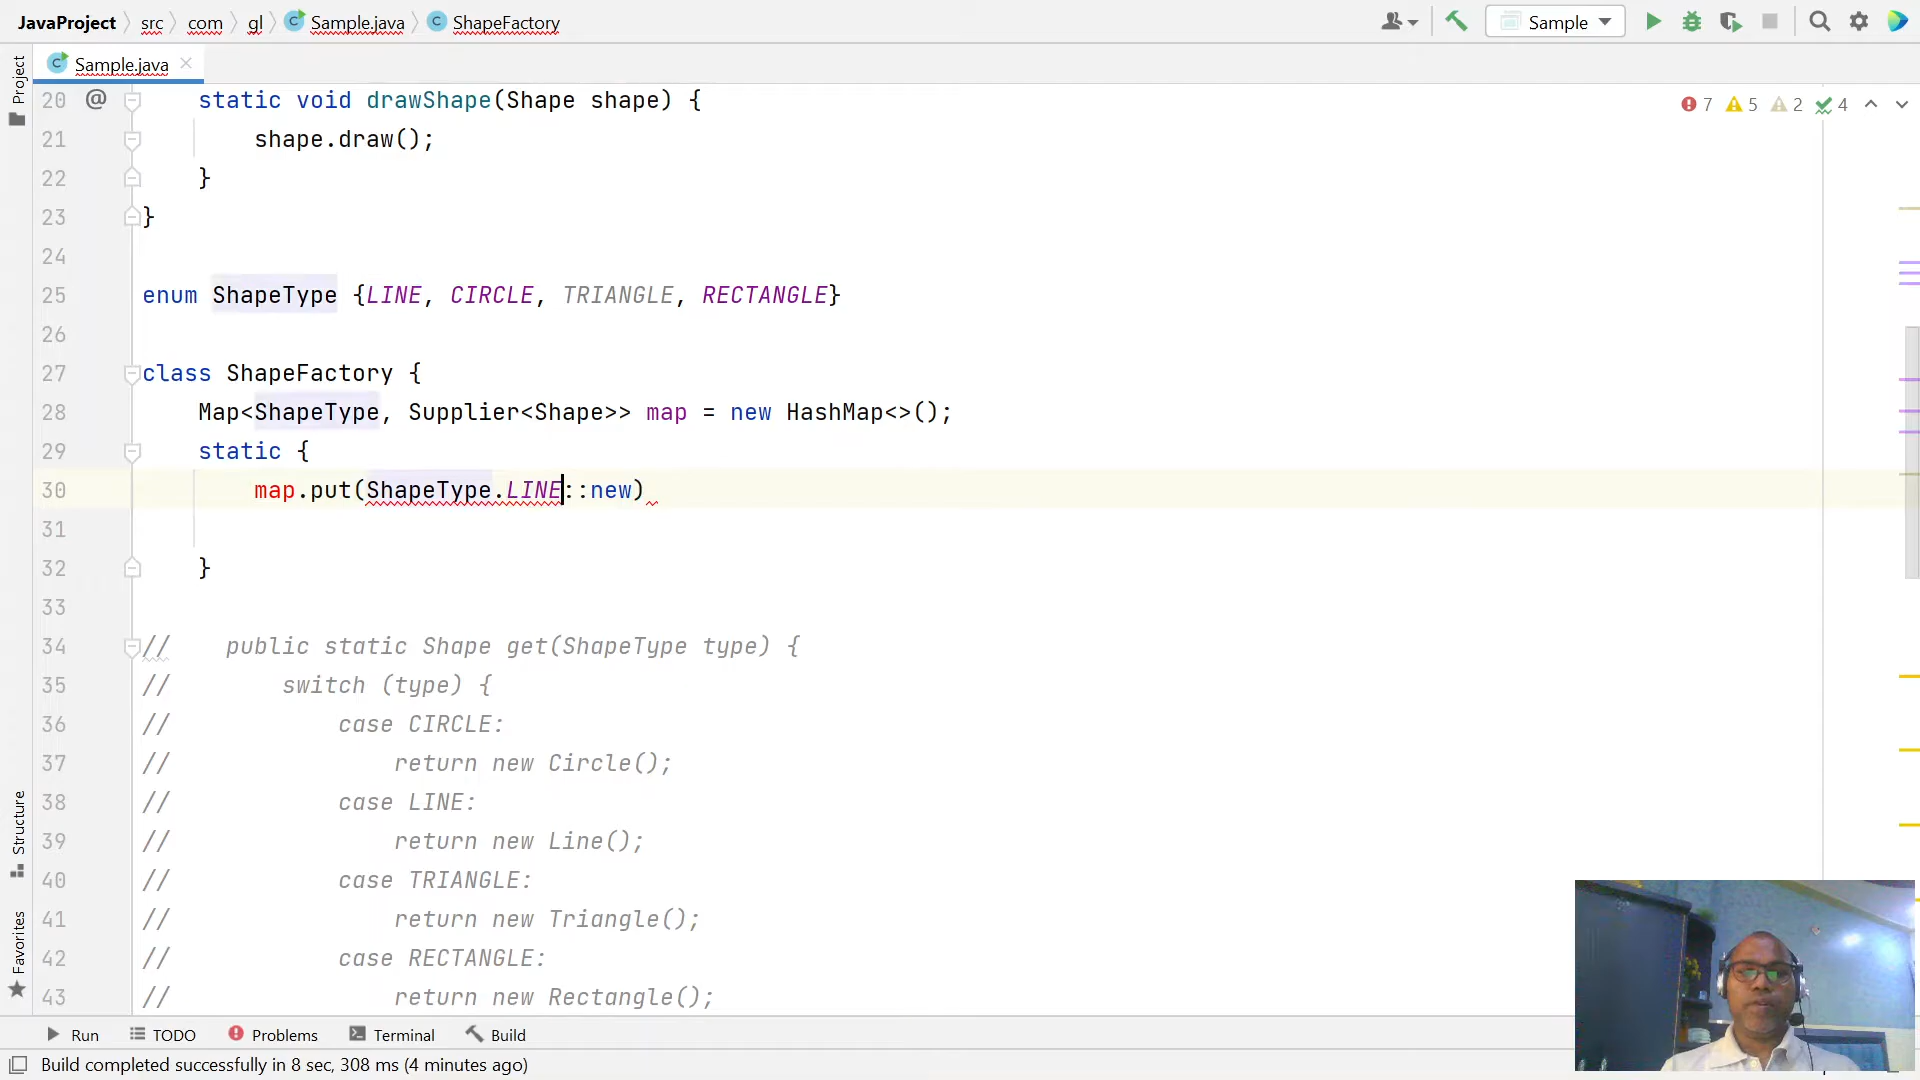 JavaProject src com gl Sample.java ShapeFactory
Sample
Sample.java
Project
7 5 2 4
20 @ static void drawShape(Shape shape) {
21 shape.draw();
22 }
23 }
24
25 enum ShapeType {LINE, CIRCLE, TRIANGLE, RECTANGLE}
26
27 class ShapeFactory {
28 Map<ShapeType, Supplier<Shape>> map = new HashMap<>();
29 static {
30 map.put(ShapeType.LINE::new)
31
32 }
33
34 // public static Shape get(ShapeType type) {
35 // switch (type) {
36 // case CIRCLE:
37 // return new Circle();
38 // case LINE:
39 // return new Line();
40 // case TRIANGLE:
41 // return new Triangle();
42 // case RECTANGLE:
43 // return new Rectangle();
Structure
Favorites
Run TODO Problems Terminal Build
Build completed successfully in 8 sec, 308 ms (4 minutes ago)